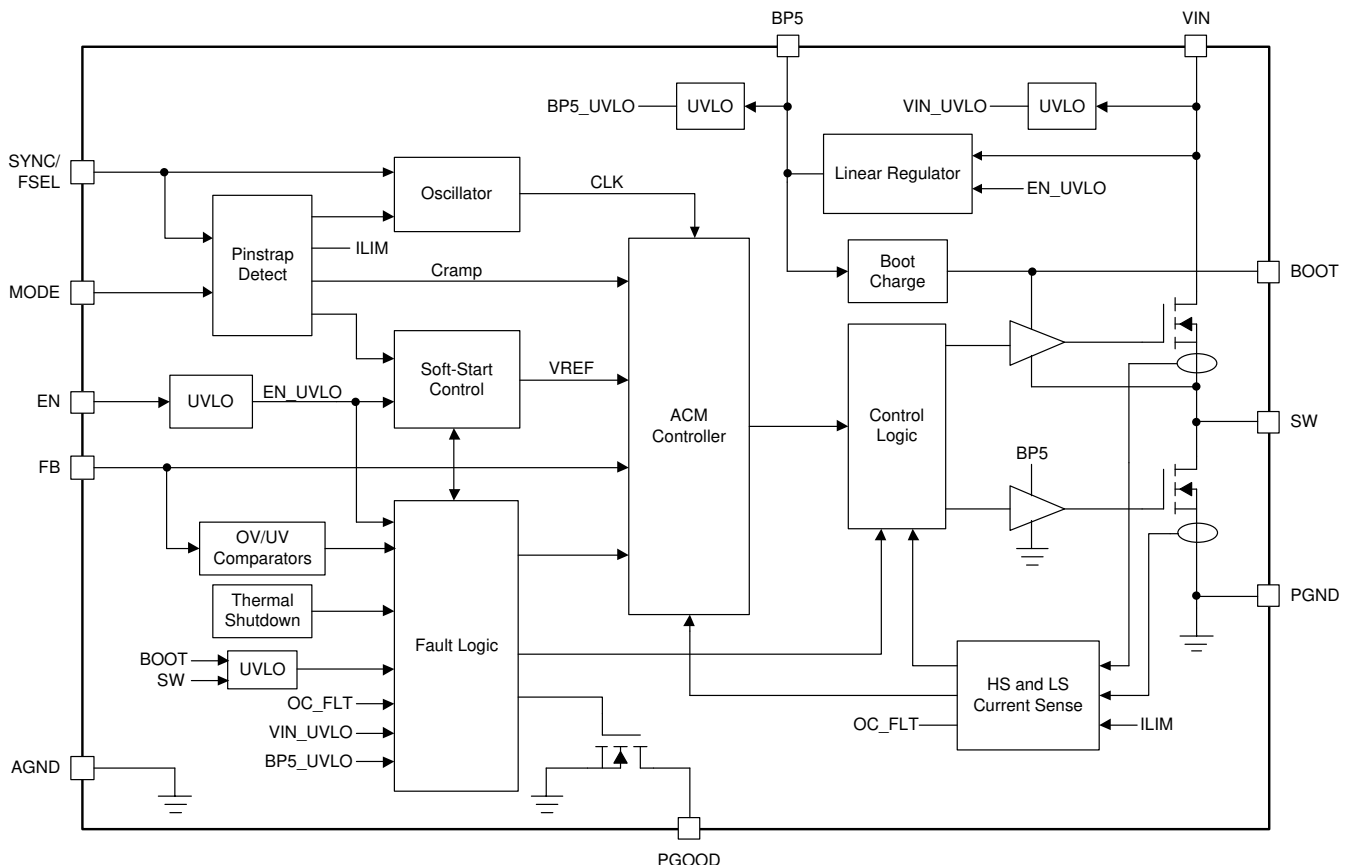 BP5
VIN
BP5_UVLO
UVLO
VIN_UVLO
UVLO
SYNC/
FSEL
Oscillator
CLK
Linear Regulator
EN_UVLO
Pinstrap
Detect
ILIM
Cramp
MODE
Boot
Charge
BOOT
Soft-Start
Control
VREF
EN
UVLO
EN_UVLO
ACM
Controller
Control
Logic
SW
FB
BP5
OV/UV
Comparators
Thermal
Shutdown
Fault Logic
PGND
BOOT
SW
UVLO
HS and LS
Current Sense
OC_FLT
ILIM
OC_FLT
VIN_UVLO
BP5_UVLO
AGND
PGOOD